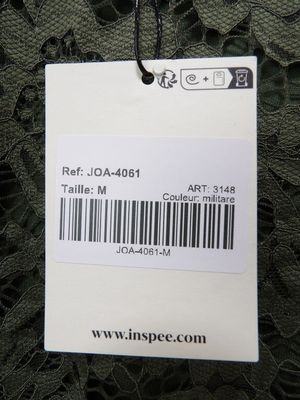 Ref: JOA-4061
Taille: M
ART: 3148
Couleur: militare
JOA-4061-M
www.inspee.com